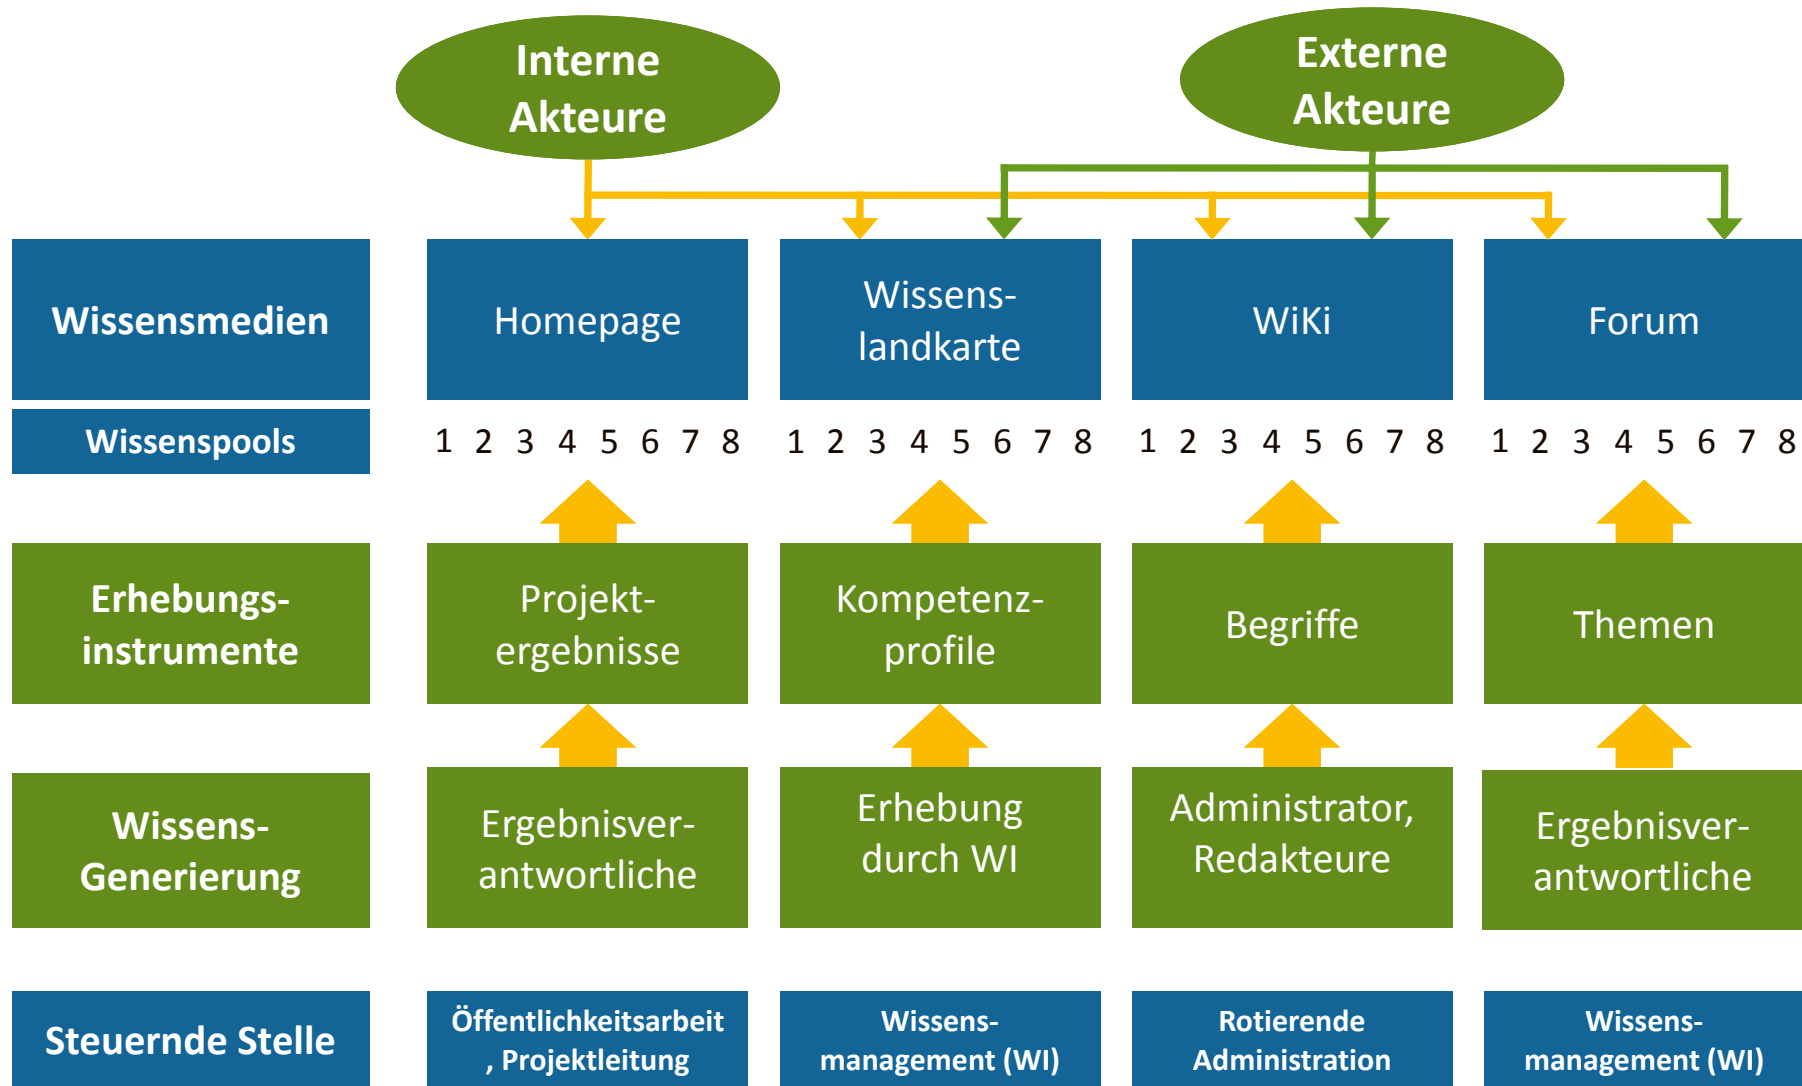 Interne
Akteure
Externe
Akteure
Wissensmedien
Homepage
Wissens-
landkarte
WiKi
Forum
Wissenspools
1 2 3 4 5 6 7 8
1 2 3 4 5 6 7 8
1 2 3 4 5 6 7 8
1 2 3 4 5 6 7 8
Erhebungs-
instrumente
Projekt-
ergebnisse
Kompetenz-
profile
Begriffe
Themen
Wissens-
Generierung
Ergebnisver-
antwortliche
Erhebung
durch WI
Administrator,
Redakteure
Ergebnisver-
antwortliche
Steuernde Stelle
Öffentlichkeitsarbeit
, Projektleitung
Wissens-
management (WI)
Rotierende
Administration
Wissens-
management (WI)